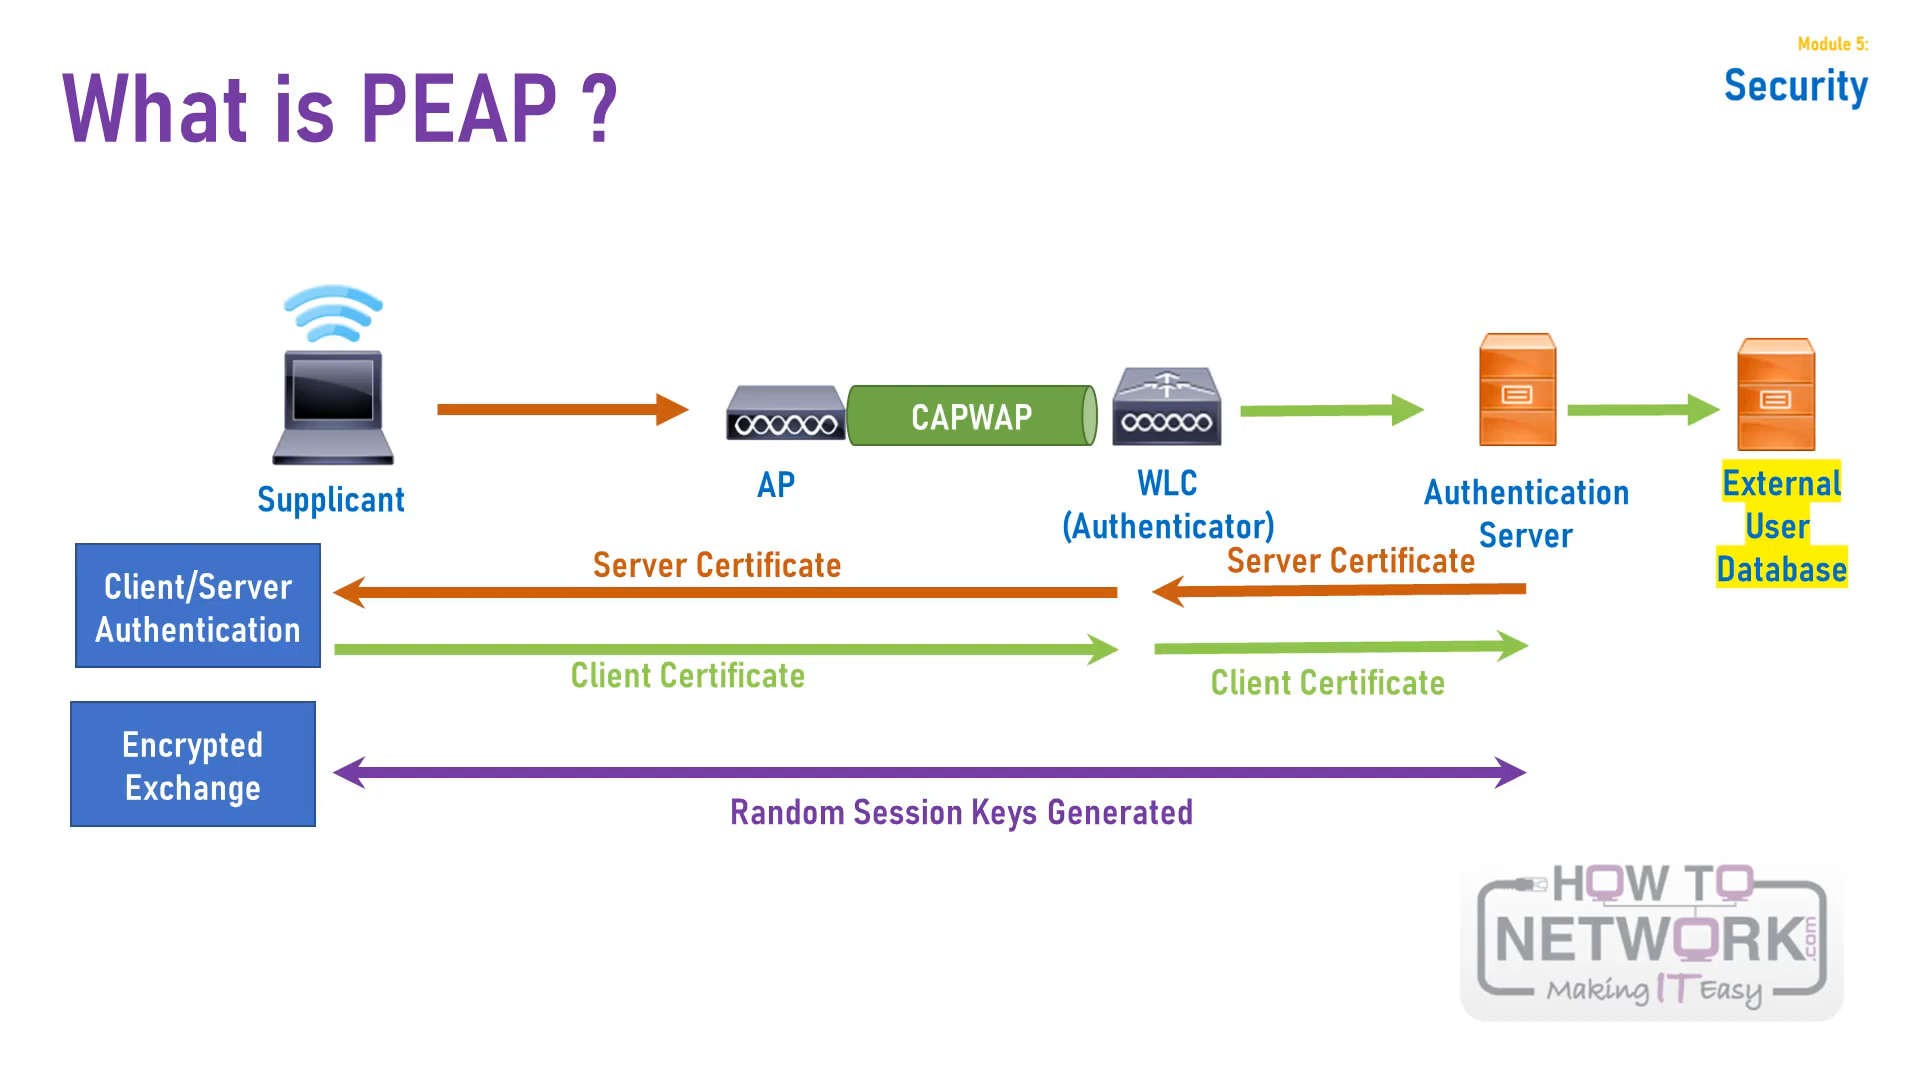 Module 5:
Security
What is PEAP ?
CAPWAP
Supplicant
AP
WLC
(Authenticator)
Authentication
Server
External
User
Database
Client/Server
Authentication
Server Certificate
Server Certificate
Client Certificate
Client Certificate
Encrypted
Exchange
Random Session Keys Generated
HOW TO
NETWORK.com
Making IT Easy